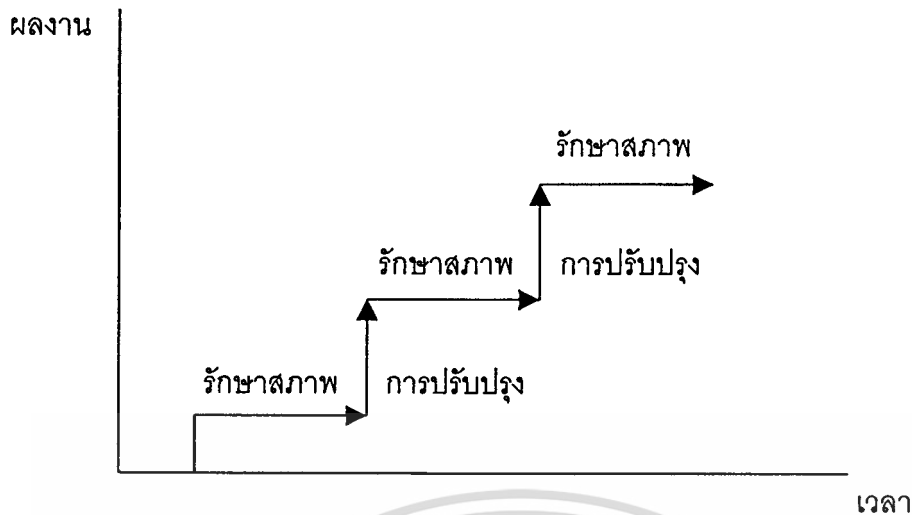 ผลงาน
รักษาสภาพ
รักษาสภาพ การปรับปรุง
รักษาสภาพ การปรับปรุง
เวลา